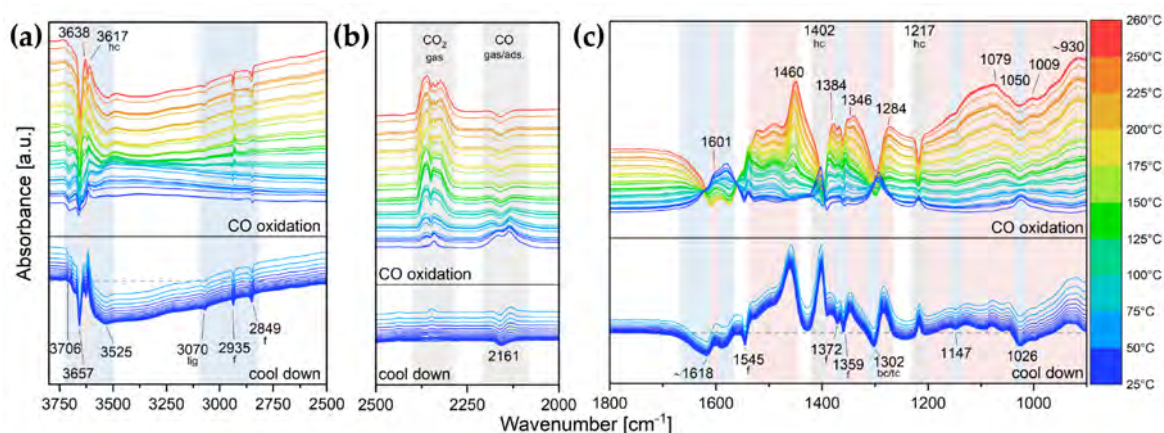 (a)
3638
3617
hc
CO oxidation
3706
3657
3525
3070
lig
2935
f
2849
f
cool down
3750 3500 3250 3000 2750 2500
Absorbance [a.u.]
(b)
CO2
gas
CO
gas/ads.
CO oxidation
2161
cool down
2500 2250 2000
Wavenumber [cm⁻¹]
(c)
1601
1460
1402
hc
1384
1346
1284
1217
hc
1079
1050
1009
~930
CO oxidation
~1618
1545
f
1372
f
1359
f
1302
bc/tc
1147
1026
cool down
1800 1600 1400 1200 1000
260°C
225°C
200°C
175°C
150°C
125°C
100°C
75°C
50°C
25°C